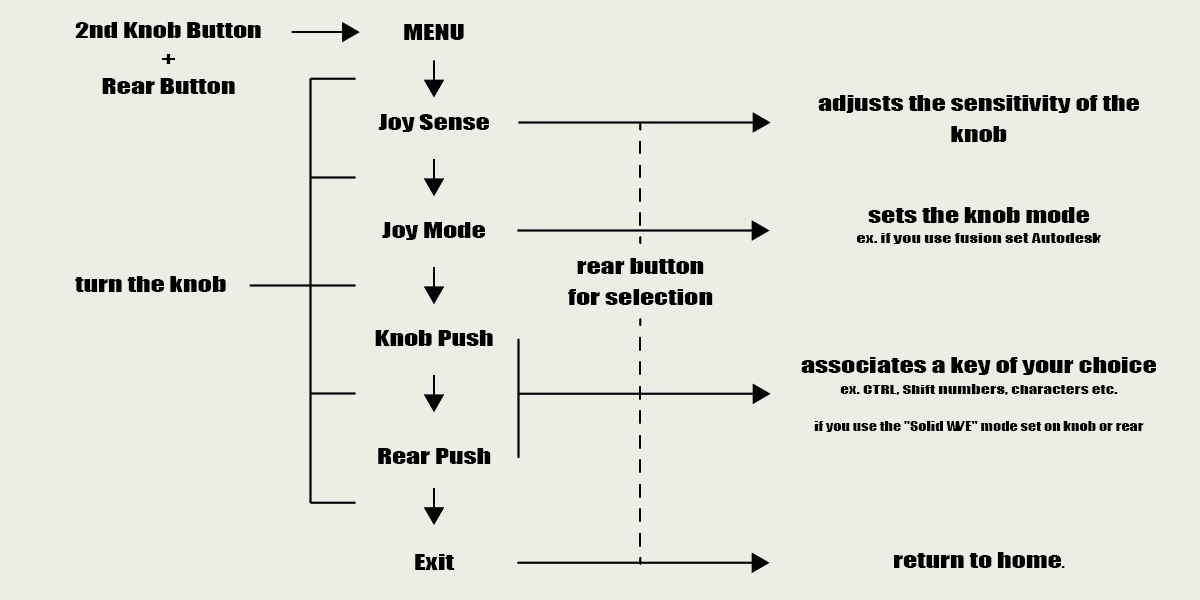 2nd Knob Button
+
Rear Button
MENU
Joy Sense
adjusts the sensitivity of the
knob
Joy Mode
sets the knob mode
ex. if you use fusion set Autodesk
turn the knob
rear button
for selection
Knob Push
associates a key of your choice
ex. CTRL, Shift numbers, characters etc.
if you use the "Solid W/E" mode set on knob or rear
Rear Push
Exit
return to home.